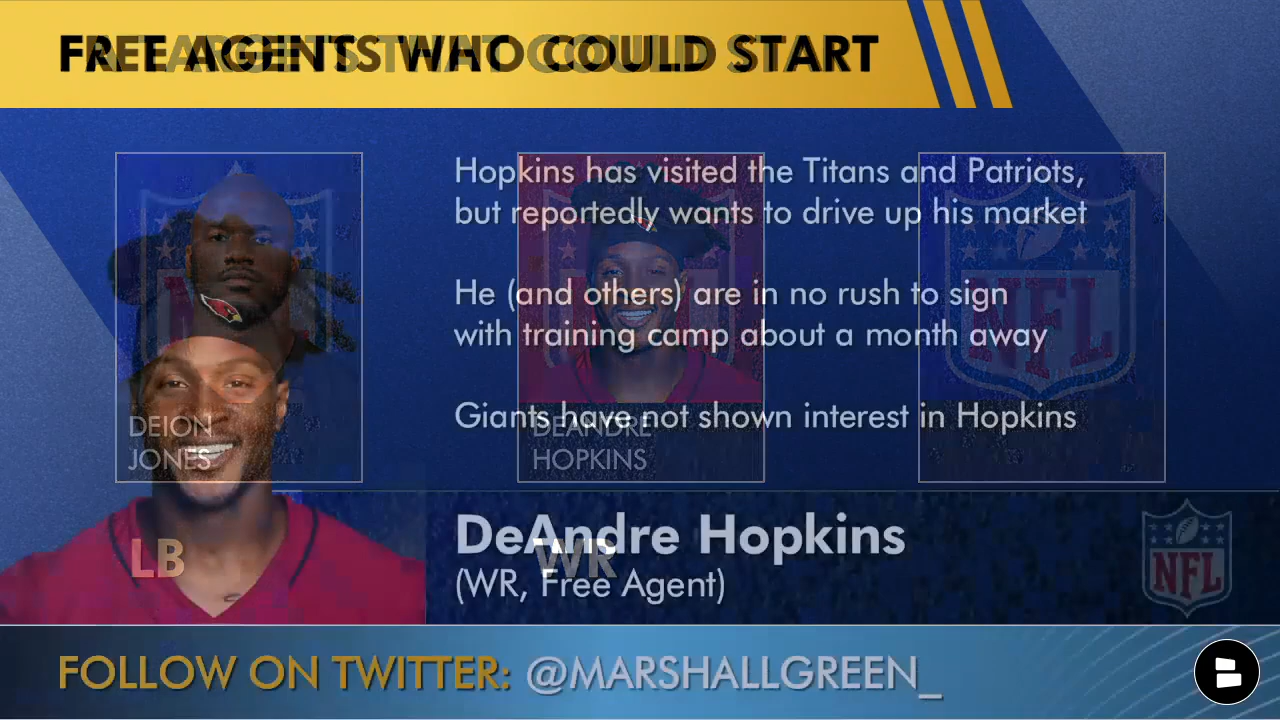 FREE AGENTS WHO COULD START
Hopkins has visited the Titans and Patriots,
but reportedly wants to drive up his market
He (and others) are in no rush to sign
with training camp about a month away
Giants have not shown interest in Hopkins
DEION
JONES
DEANDRE
HOPKINS
NFL
LB
WR
DeAndre Hopkins
(WR, Free Agent)
NFL
FOLLOW ON TWITTER: @MARSHALLGREEN_